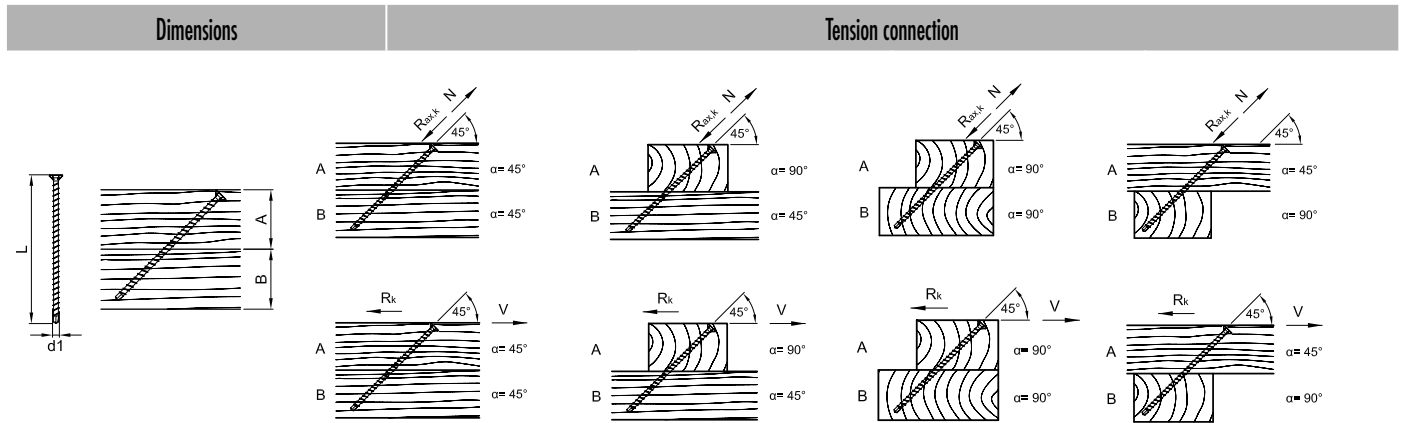 Dimensions
Tension connection
L
d1
A
B
Rax,k N
45°
A α= 45°
B α= 45°
Rax,k N
45°
A α= 90°
B α= 45°
Rax,k N
45°
A α= 90°
B α= 90°
Rax,k N
45°
A α= 45°
B α= 90°
Rk 45° V
A α= 45°
B α= 45°
Rk 45° V
A α= 90°
B α= 45°
Rk 45° V
A α= 90°
B α= 90°
Rk 45° V
A α= 45°
B α= 90°